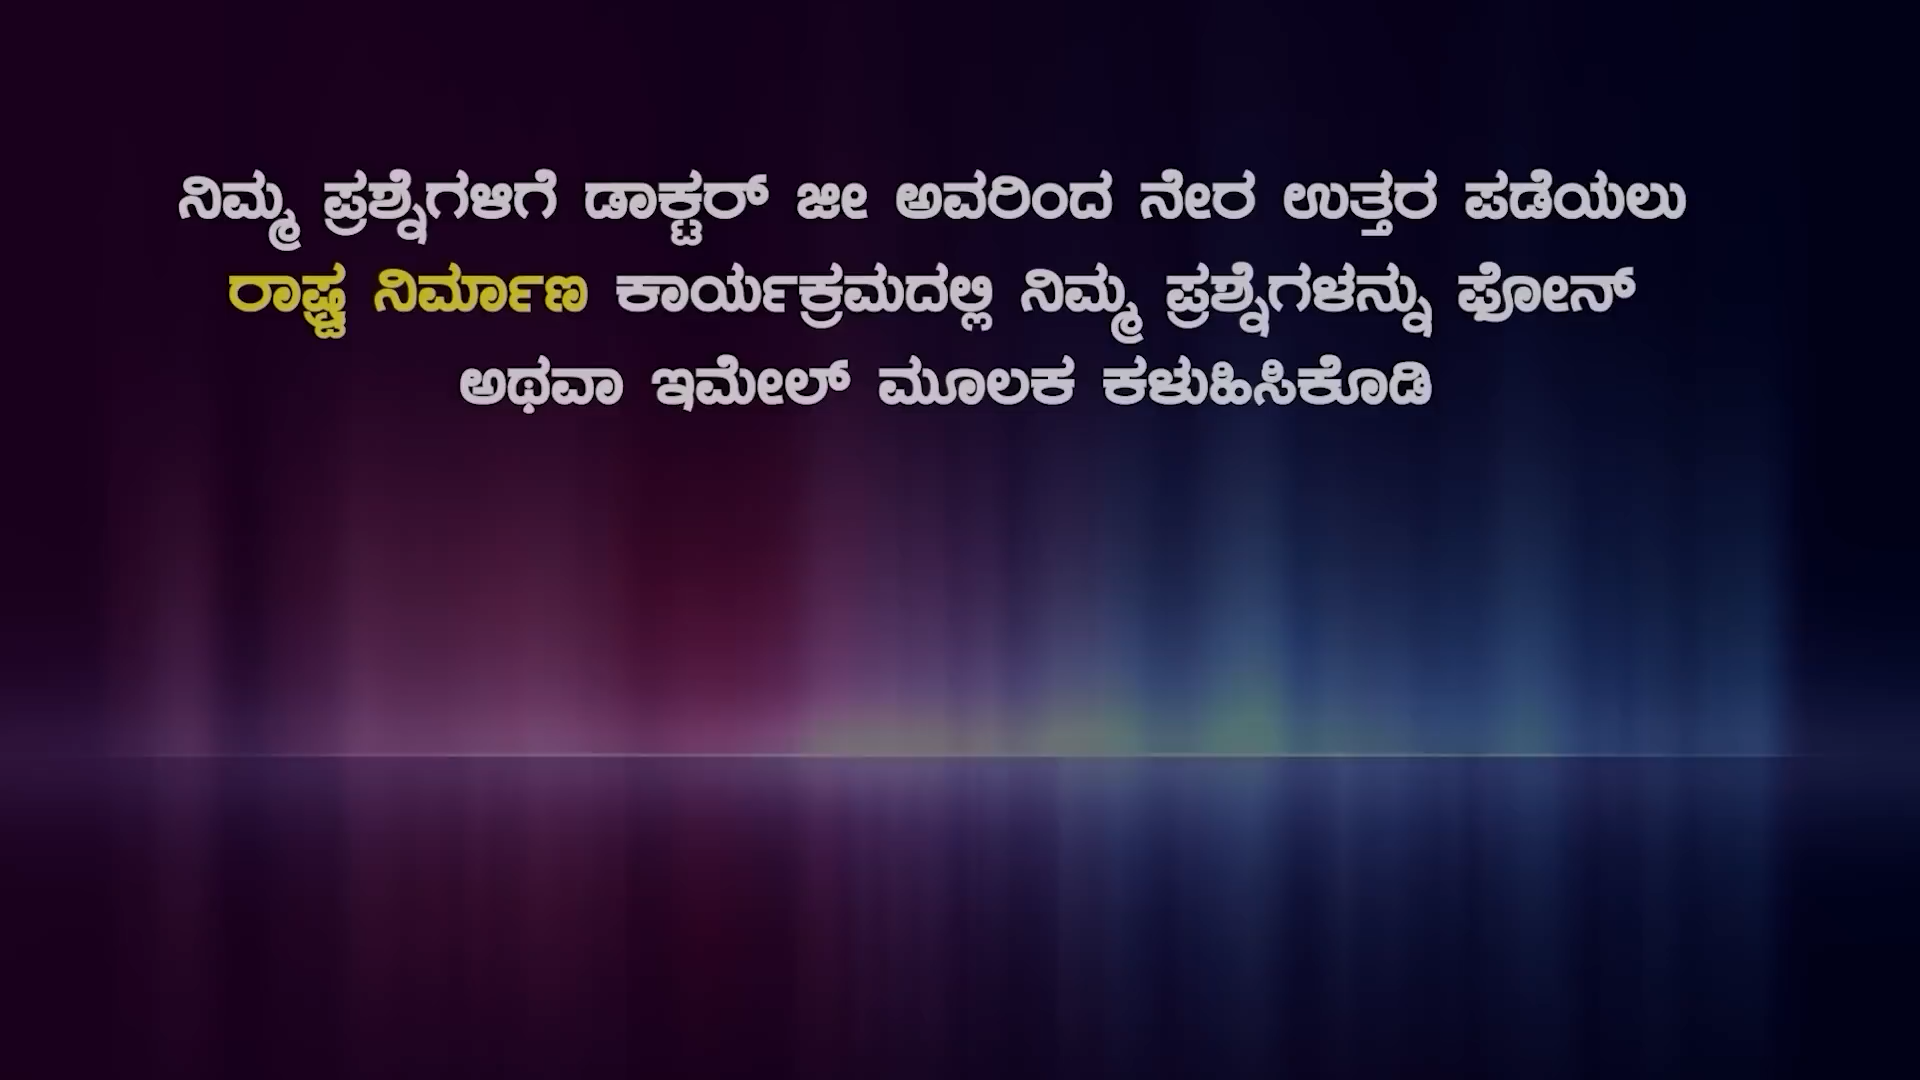 ನಿಮ್ಮ ಪ್ರಶ್ನೆಗಳಿಗೆ ಡಾಕ್ಟರ್ ಜೀ ಅವರಿಂದ ನೇರ ಉತ್ತರ ಪಡೆಯಲು
ರಾಷ್ಟ್ರ ನಿರ್ಮಾಣ ಕಾರ್ಯಕ್ರಮದಲ್ಲಿ ನಿಮ್ಮ ಪ್ರಶ್ನೆಗಳನ್ನು ಫೋನ್
ಅಥವಾ ಇಮೇಲ್ ಮೂಲಕ ಕಳುಹಿಸಿಕೊಡಿ